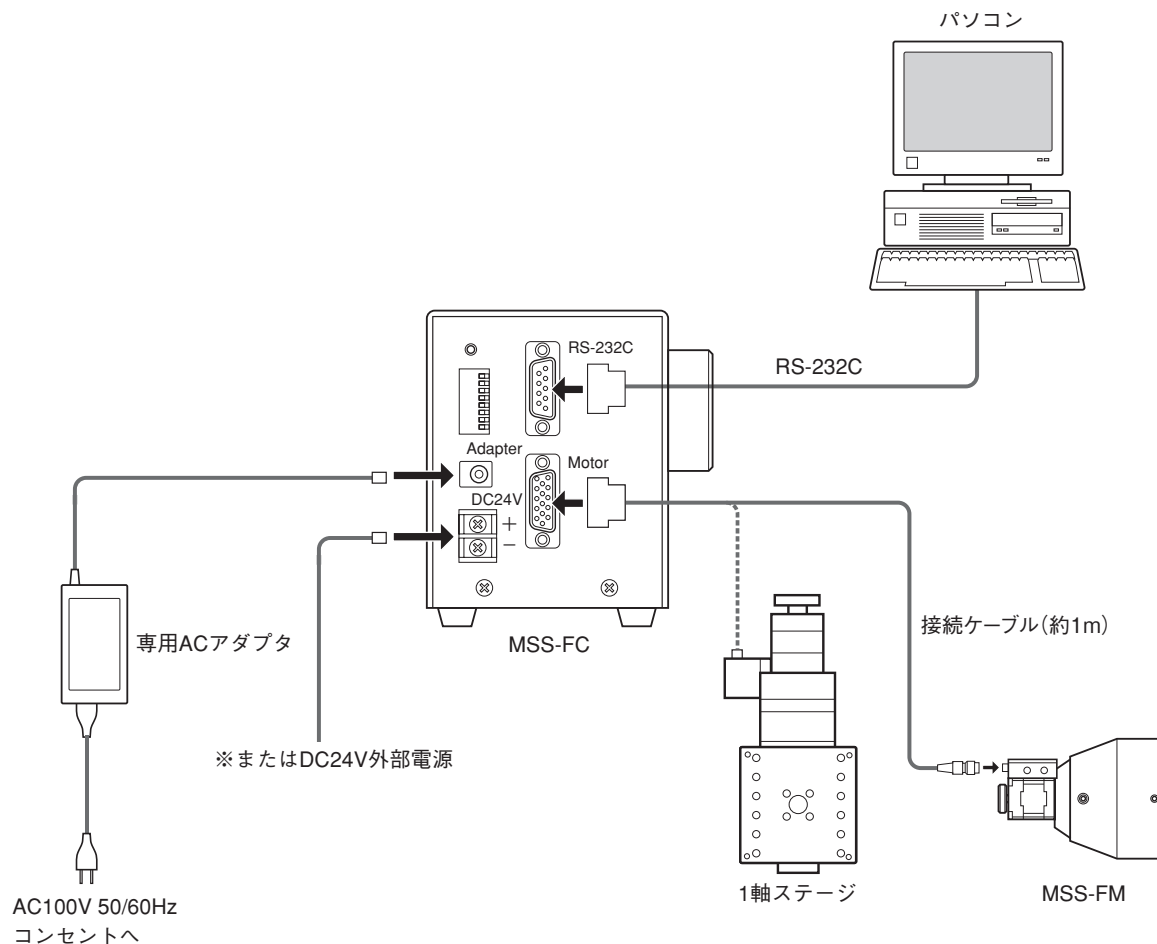 パソコン
RS-232C
RS-232C
Adapter
Motor
DC24V
+
−
接続ケーブル（約1m）
専用ACアダプタ
MSS-FC
※またはDC24V外部電源
1軸ステージ
MSS-FM
AC100V 50/60Hz
コンセントへ